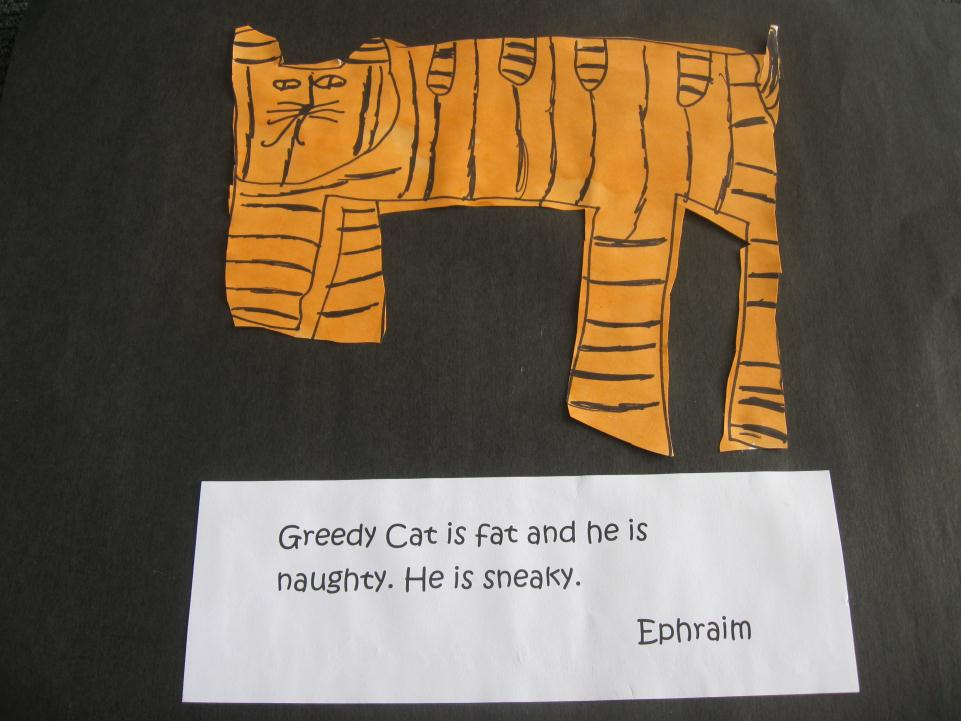 Greedy Cat is fat and he is
naughty. He is sneaky.
Ephraim